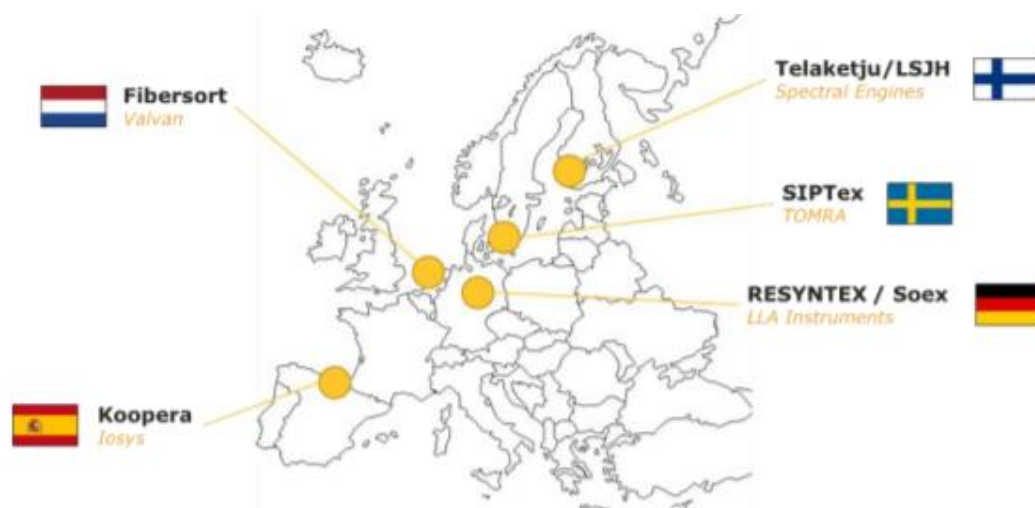 Fibersort
Valvan
Telaketju/LSJH
Spectral Engines
SIPTex
TOMRA
RESYNTEX / Soex
LLA Instruments
Koopera
Iosys